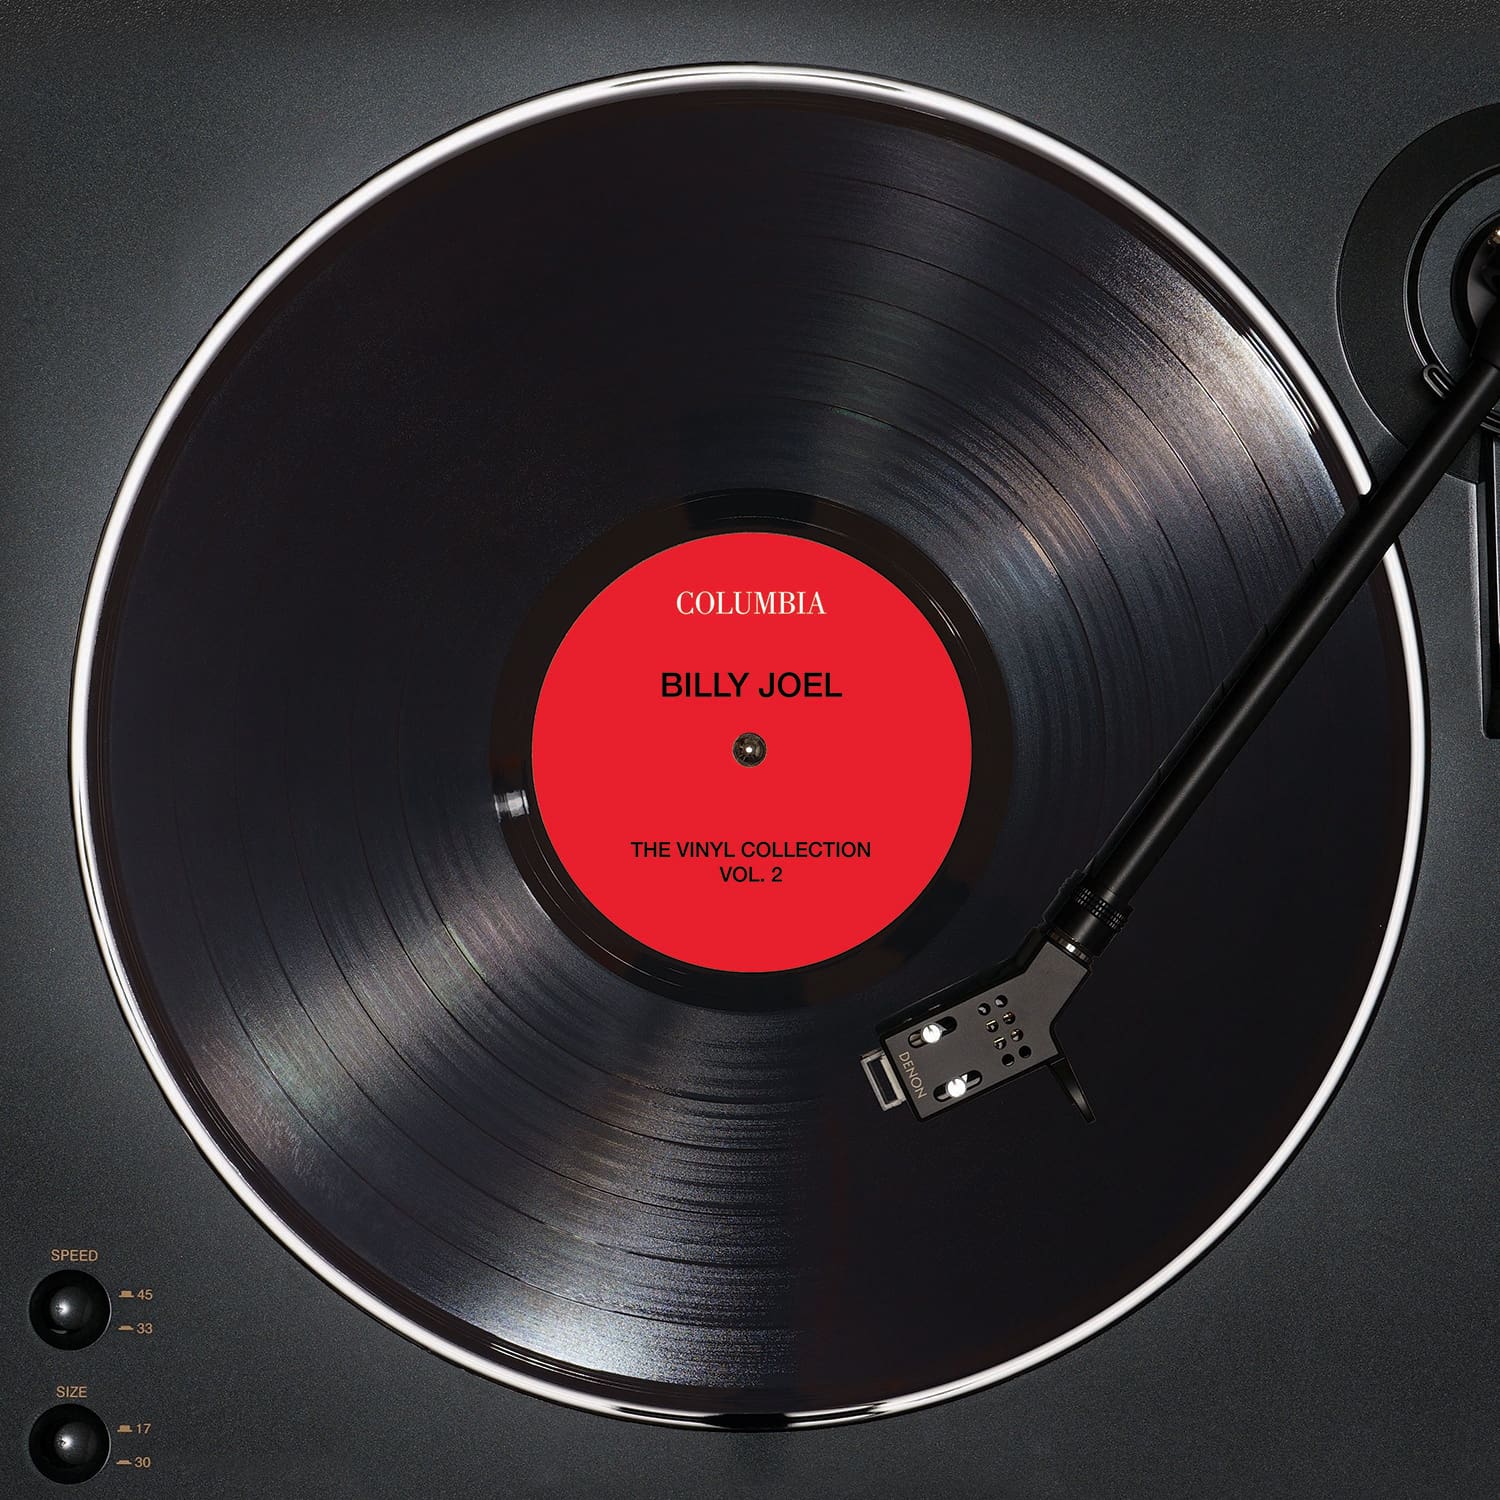 COLUMBIA
BILLY JOEL
THE VINYL COLLECTION
VOL. 2
DENON
SPEED
45
33
SIZE
17
30